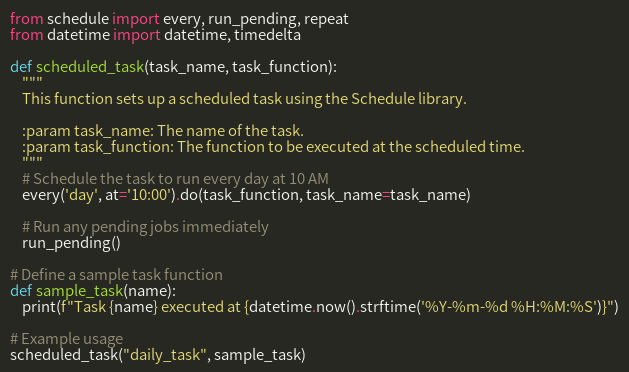 from schedule import every, run_pending, repeat
from datetime import datetime, timedelta

def scheduled_task(task_name, task_function):
    """
    This function sets up a scheduled task using the Schedule library.

    :param task_name: The name of the task.
    :param task_function: The function to be executed at the scheduled time.
    """
    # Schedule the task to run every day at 10 AM
    every('day', at='10:00').do(task_function, task_name=task_name)

    # Run any pending jobs immediately
    run_pending()

# Define a sample task function
def sample_task(name):
    print(f"Task {name} executed at {datetime.now().strftime('%Y-%m-%d %H:%M:%S')}")

# Example usage
scheduled_task("daily_task", sample_task)